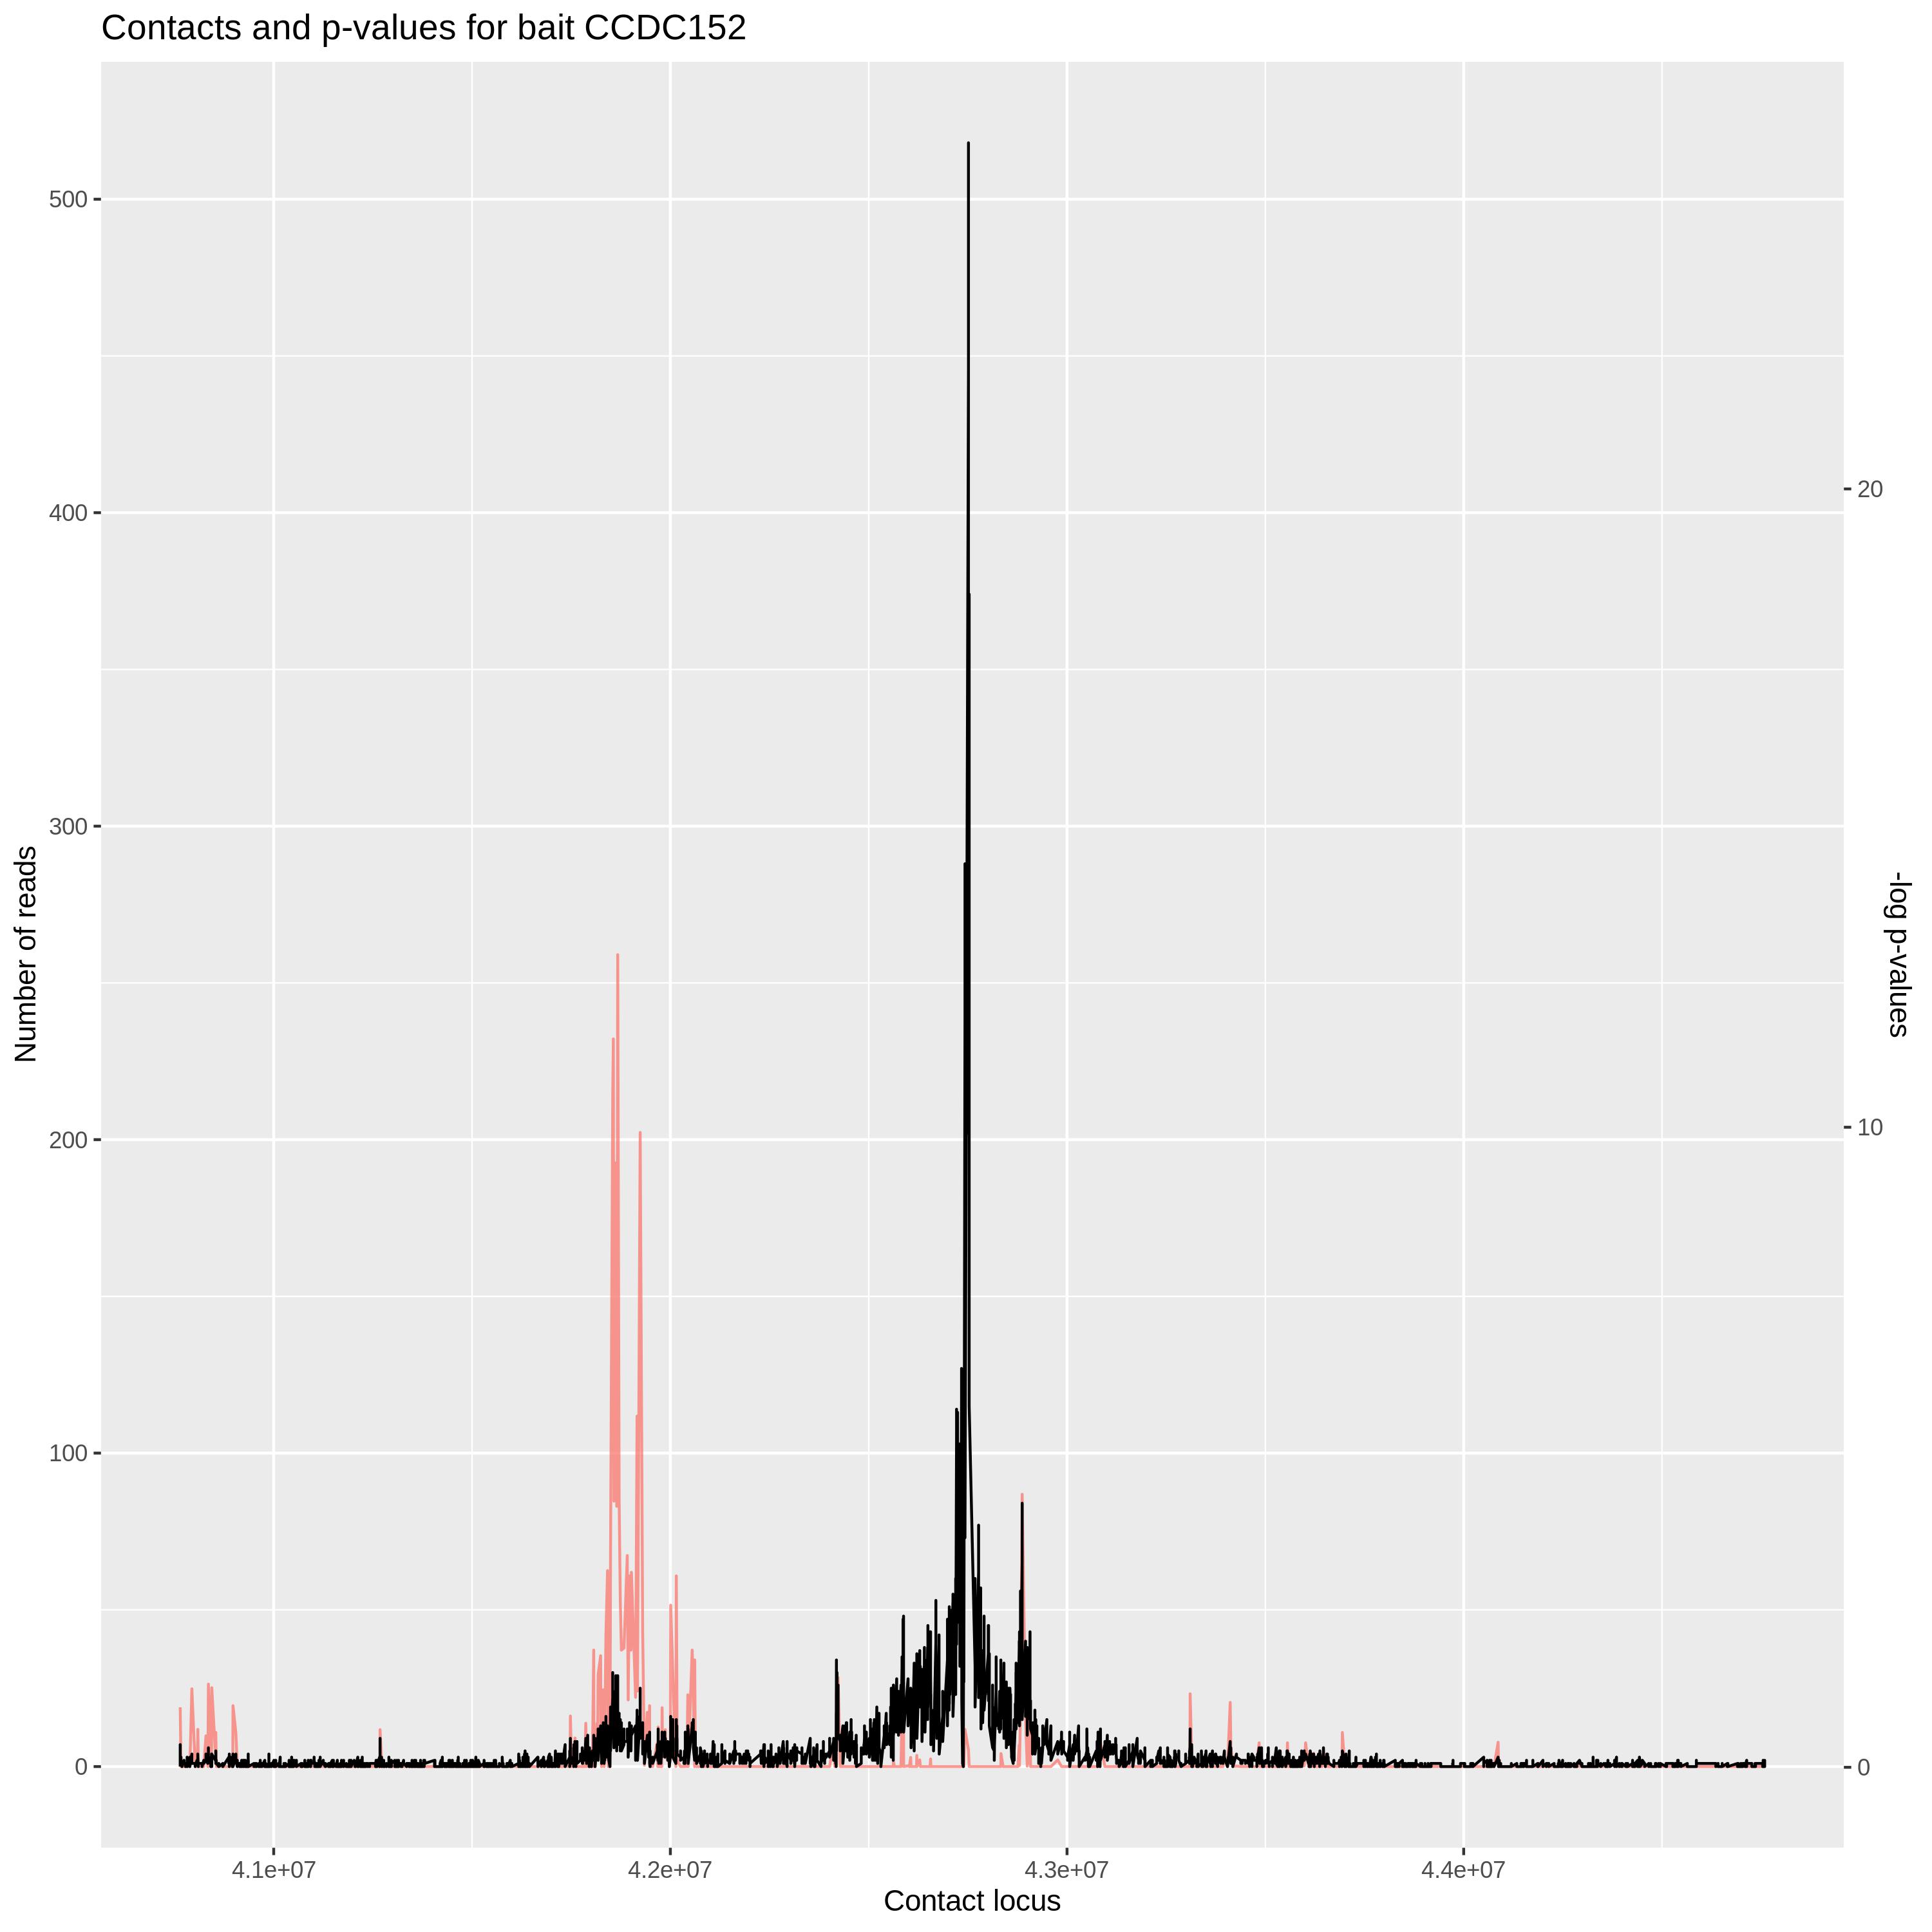 Contacts and p-values for bait CCDC152
500
400
300
200
100
0
Number of reads
20
10
0
-log p-values
4.1e+07
4.2e+07
4.3e+07
4.4e+07
Contact locus